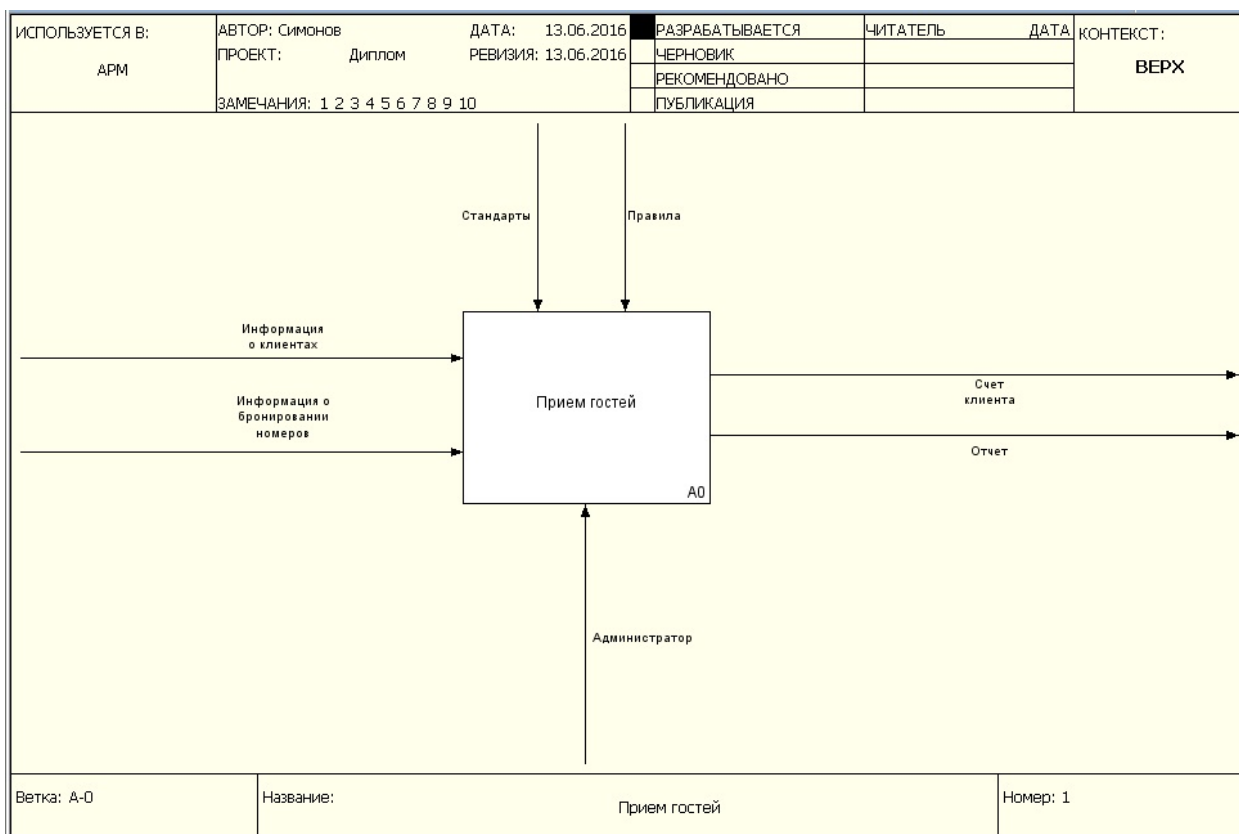 ИСПОЛЬЗУЕТСЯ В:
АРМ
АВТОР: Симонов
ДАТА: 13.06.2016
ПРОЕКТ: Диплом
РЕВИЗИЯ: 13.06.2016
ЗАМЕЧАНИЯ: 1 2 3 4 5 6 7 8 9 10
РАЗРАБАТЫВАЕТСЯ
ЧЕРНОВИК
РЕКОМЕНДОВАНО
ПУБЛИКАЦИЯ
ЧИТАТЕЛЬ
ДАТА
КОНТЕКСТ:
ВЕРХ
Стандарты
Правила
Информация
о клиентах
Информация о
бронировании
номеров
Прием гостей
А0
Счет
клиента
Отчет
Администратор
Ветка: А-0
Название:
Прием гостей
Номер: 1